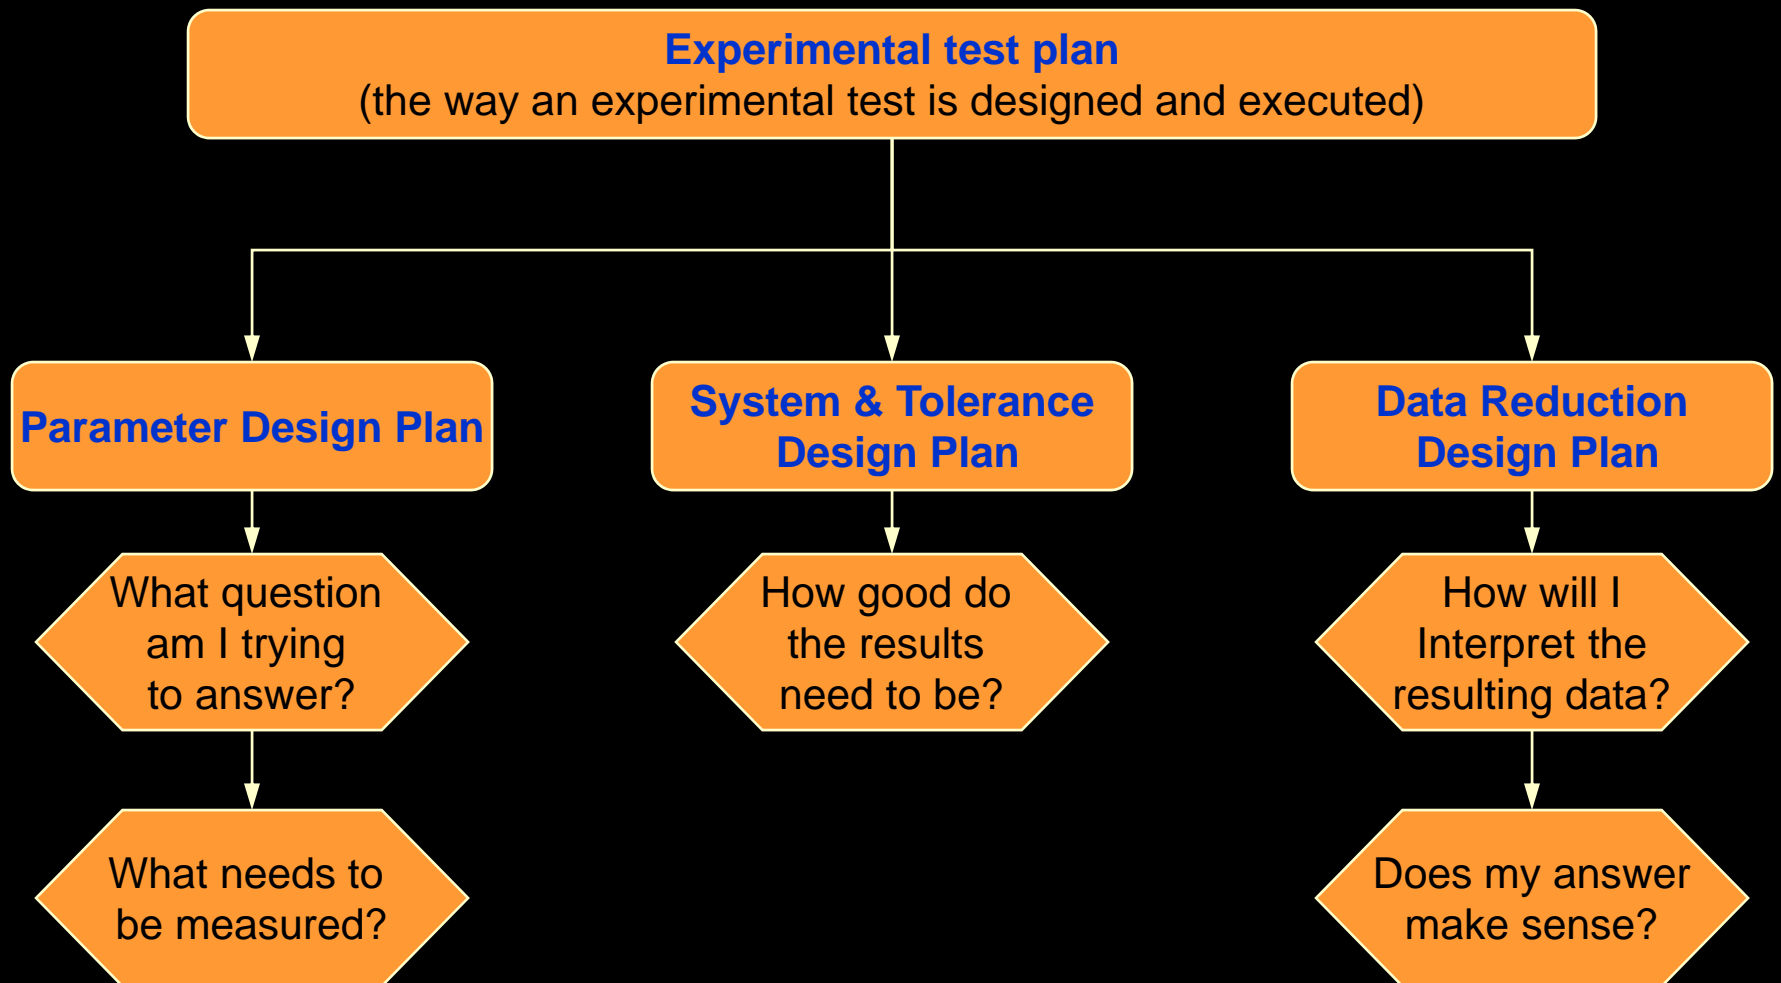 Experimental test plan
(the way an experimental test is designed and executed)
Parameter Design Plan
System & Tolerance
Design Plan
Data Reduction
Design Plan
What question
am I trying
to answer?
How good do
the results
need to be?
How will I
Interpret the
resulting data?
What needs to
be measured?
Does my answer
make sense?